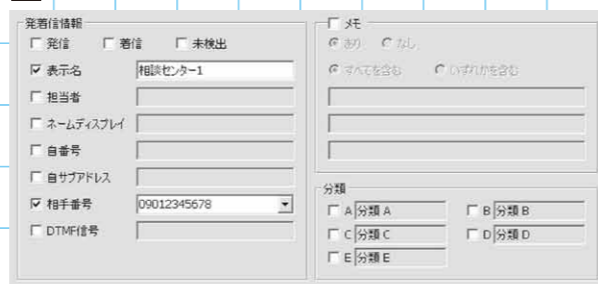 発着信情報
発信 着信 未検出
表示名 相談センター1
担当者
ネームディスプレイ
自番号
自サブアドレス
相手番号 09012345678
DTMF信号
メモ
あり なし
すべてを含む いずれかを含む
分類
A 分類 A B 分類 B
C 分類 C D 分類 D
E 分類 E